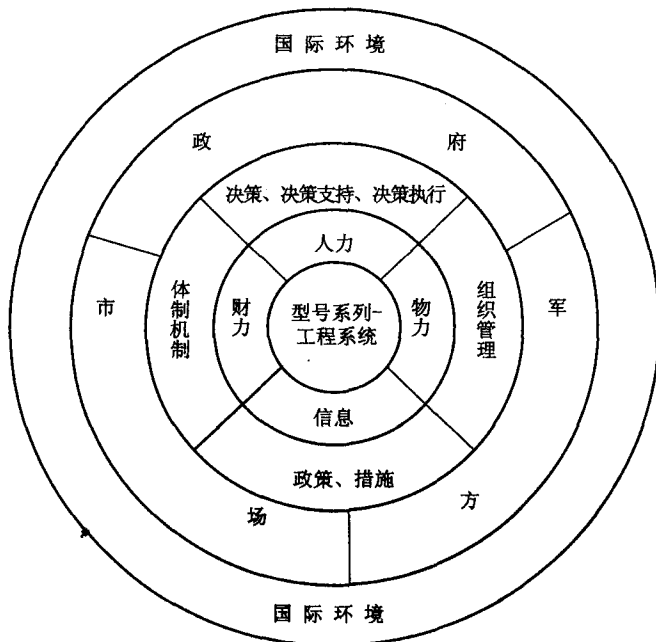 国际环境
政府
决策、决策支持、决策执行
人力
市
体制机制
财力
型号系列-
工程系统
物力
组织管理
军
信息
政策、措施
场
方
国际环境